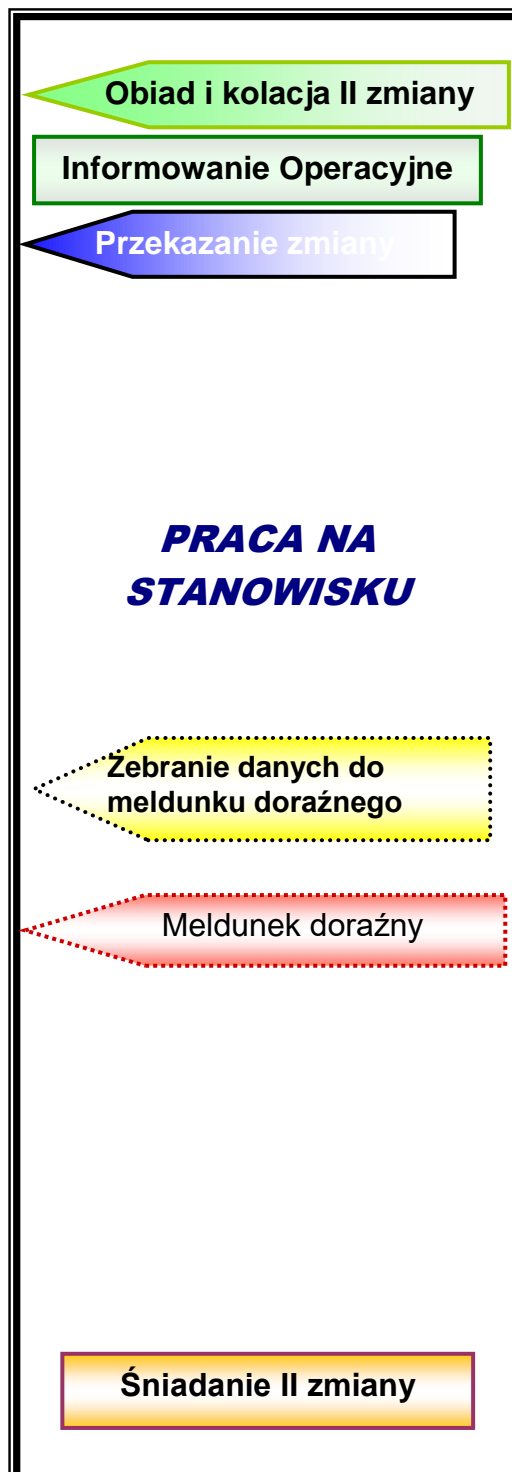 Obiad i kolacja II zmiany
Informowanie Operacyjne
Przekazanie zmiany
PRACA NA
STANOWISKU
Zebranie danych do
meldunku doraźnego
Meldunek doraźny
Śniadanie II zmiany